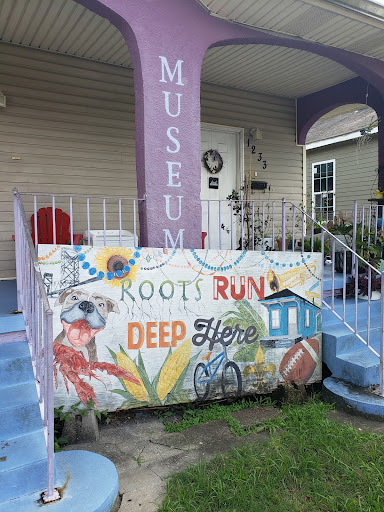 MUSEUM
1233
ROOTS RUN
DEEP Here